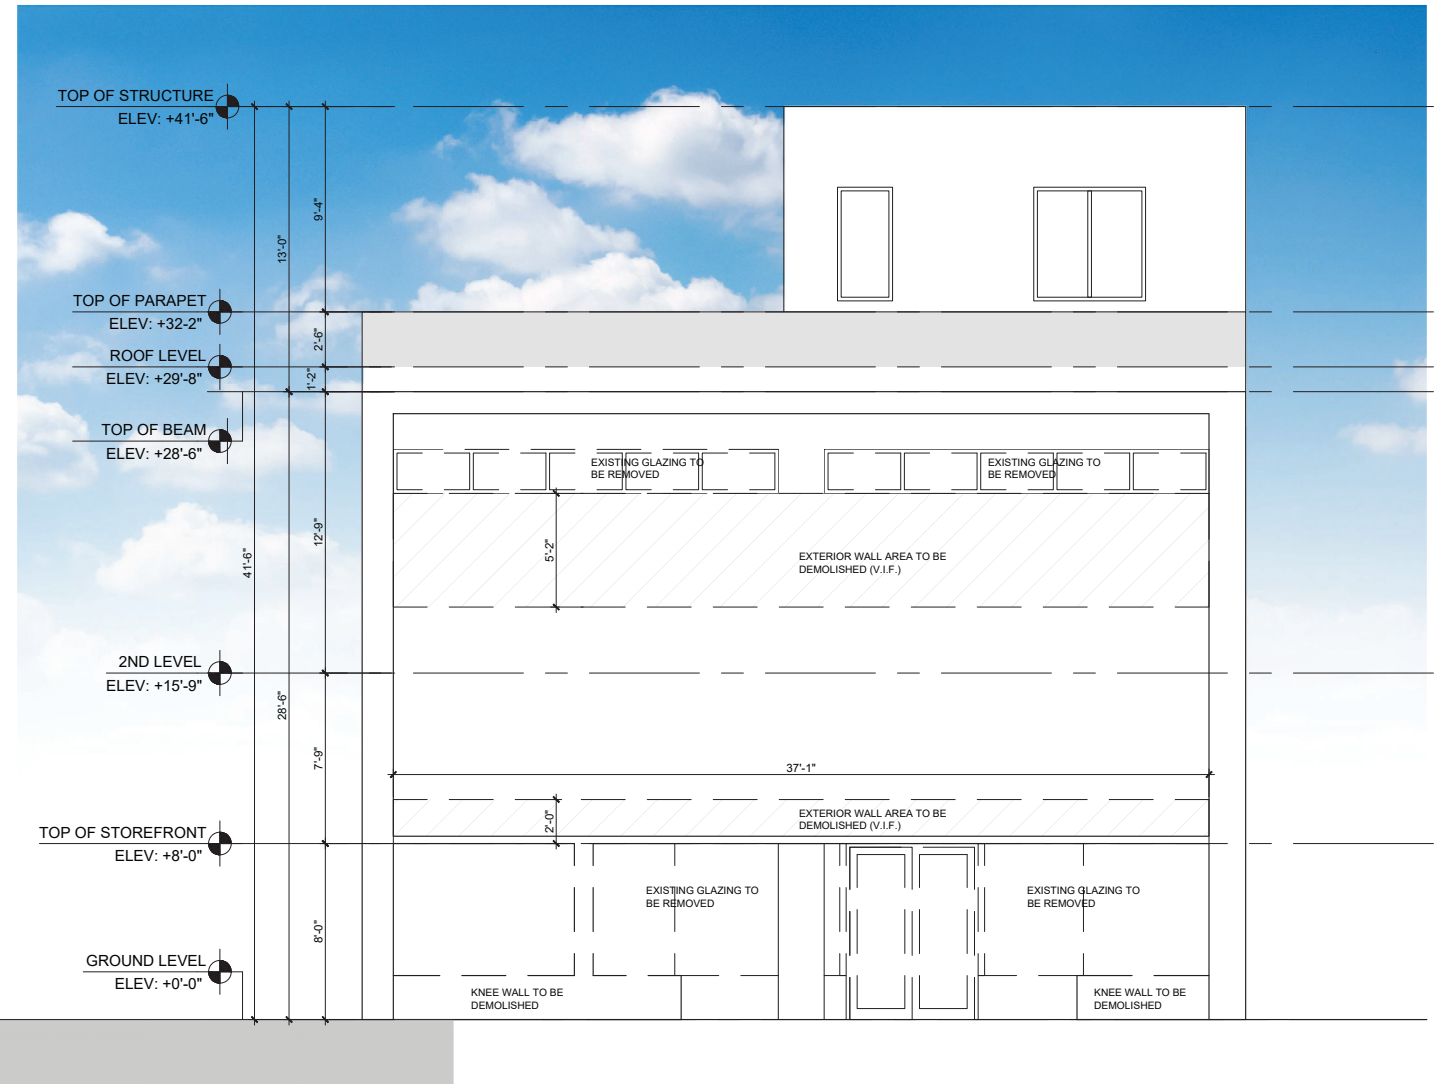 TOP OF STRUCTURE
ELEV: +41'-6"
9'-4"
13'-0"
TOP OF PARAPET
ELEV: +32-2"
2'-6"
ROOF LEVEL
ELEV: +29'-8"
1'-2"
TOP OF BEAM
ELEV: +28'-6"
EXISTING GLAZING TO
BE REMOVED
EXISTING GLAZING TO
BE REMOVED
12'-9"
41'-6"
5'-2"
EXTERIOR WALL AREA TO BE
DEMOLISHED (V.I.F.)
2ND LEVEL
ELEV: +15'-9"
28'-6"
7'-9"
37'-1"
2'-0"
EXTERIOR WALL AREA TO BE
DEMOLISHED (V.I.F.)
TOP OF STOREFRONT
ELEV: +8'-0"
EXISTING GLAZING TO
BE REMOVED
EXISTING GLAZING TO
BE REMOVED
8'-0"
GROUND LEVEL
ELEV: +0'-0"
KNEE WALL TO BE
DEMOLISHED
KNEE WALL TO BE
DEMOLISHED